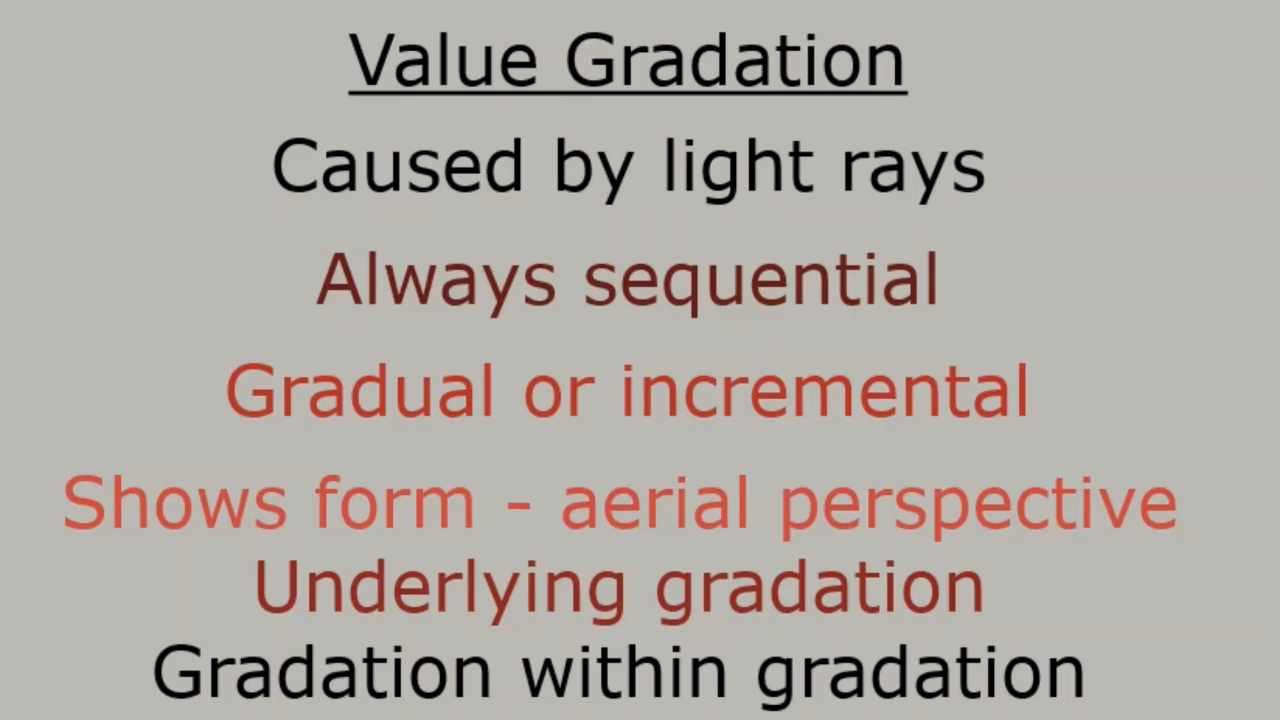 Value Gradation
Caused by light rays
Always sequential
Gradual or incremental
Shows form - aerial perspective
Underlying gradation
Gradation within gradation